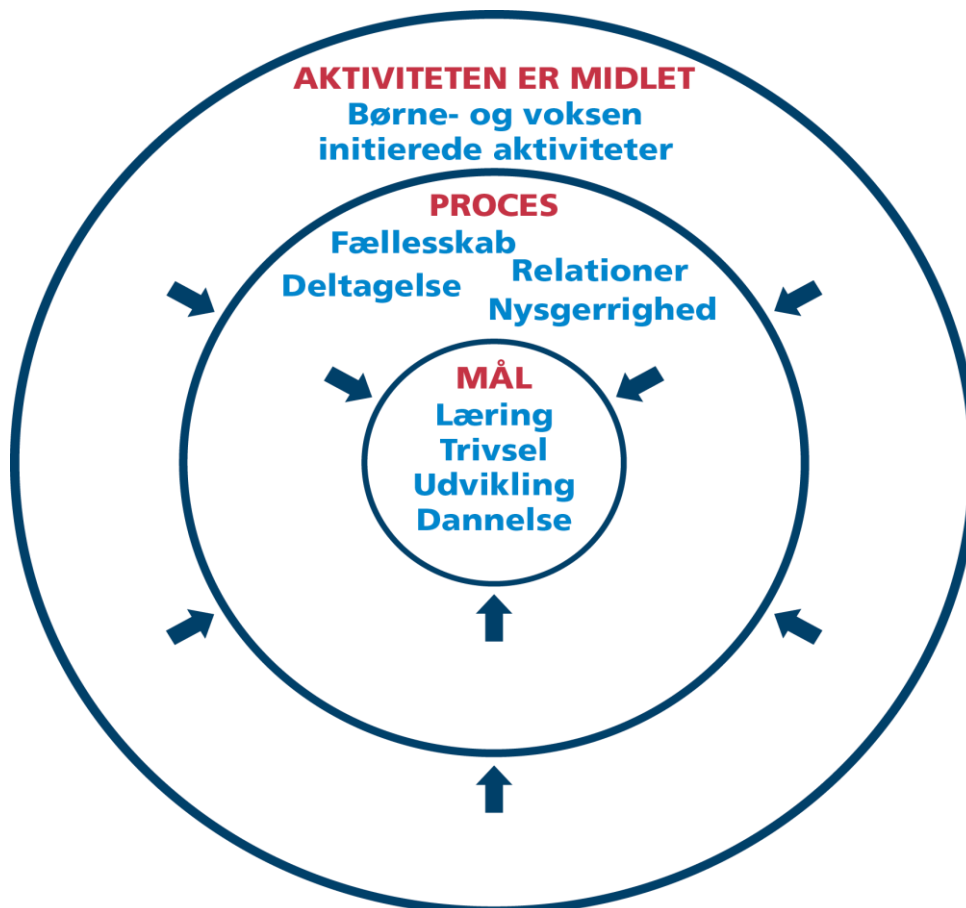 AKTIVITETEN ER MIDLET
Børne- og voksen
initierede aktiviteter
PROCES
Fællesskab
Relationer
Deltagelse
Nysgerrighed
MÅL
Læring
Trivsel
Udvikling
Dannelse